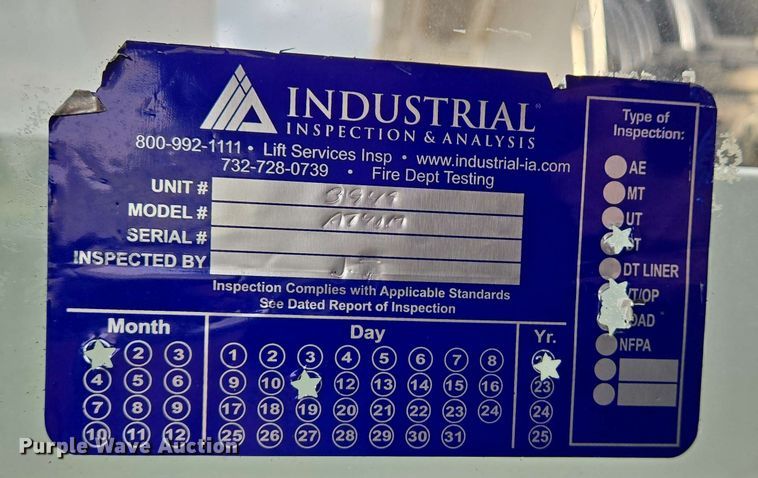 INDUSTRIAL®
INSPECTION & ANALYSIS
800-992-1111 • Lift Services Insp • www.industrial-ia.com
732-728-0739 • Fire Dept Testing
UNIT # 3949
MODEL #
SERIAL #
INSPECTED BY
Inspection Complies with Applicable Standards
See Dated Report of Inspection
Type of
Inspection:
AE
MT
UT
DT LINER
VT/OP
NFPA
Month
2 3
4 5 6
7 8 9
10 11 12
Day
1 2 3 4 5 6 7 8
9 10 12 13 14 15 16
17 18 19 20 21 22 23 24
25 26 27 28 29 30 31
Yr.
23
24
25
Purple Wave Auction